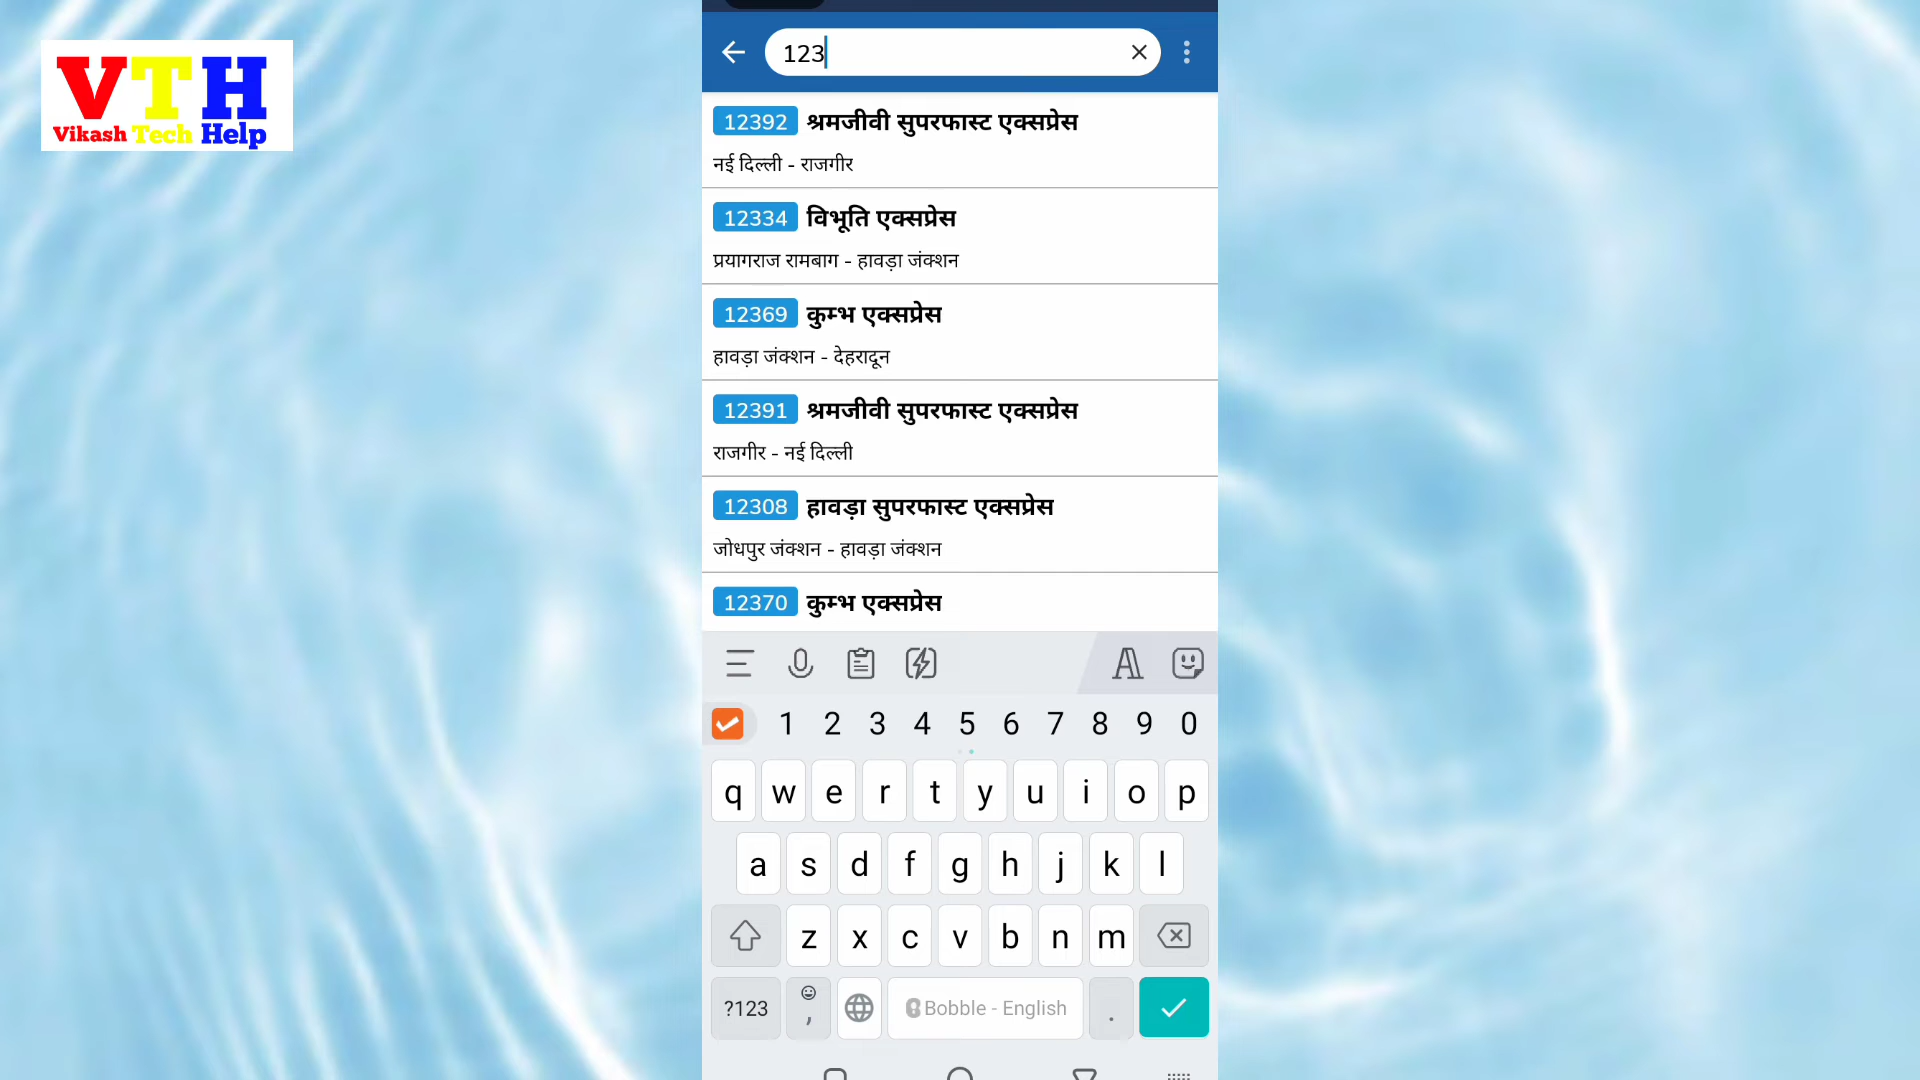 VTH
Vikash Tech Help
123
12392 श्रमजीवी सुपरफास्ट एक्सप्रेस
नई दिल्ली - राजगीर
12334 विभूति एक्सप्रेस
प्रयागराज रामबाग - हावड़ा जंक्शन
12369 कुम्भ एक्सप्रेस
हावड़ा जंक्शन - देहरादून
12391 श्रमजीवी सुपरफास्ट एक्सप्रेस
राजगीर - नई दिल्ली
12308 हावड़ा सुपरफास्ट एक्सप्रेस
जोधपुर जंक्शन - हावड़ा जंक्शन
12370 कुम्भ एक्सप्रेस
1 2 3 4 5 6 7 8 9 0
q w e r t y u i o p
a s d f g h j k l
z x c v b n m
?123 , Bobble - English .